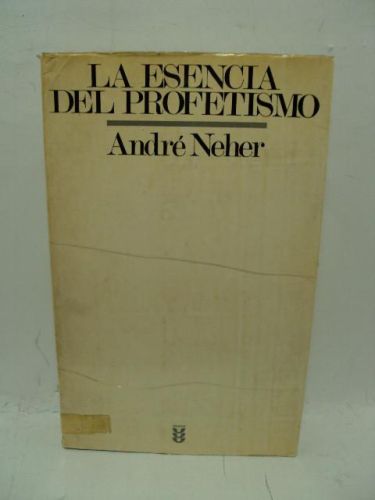 LA ESENCIA
DEL PROFETISMO
André Neher